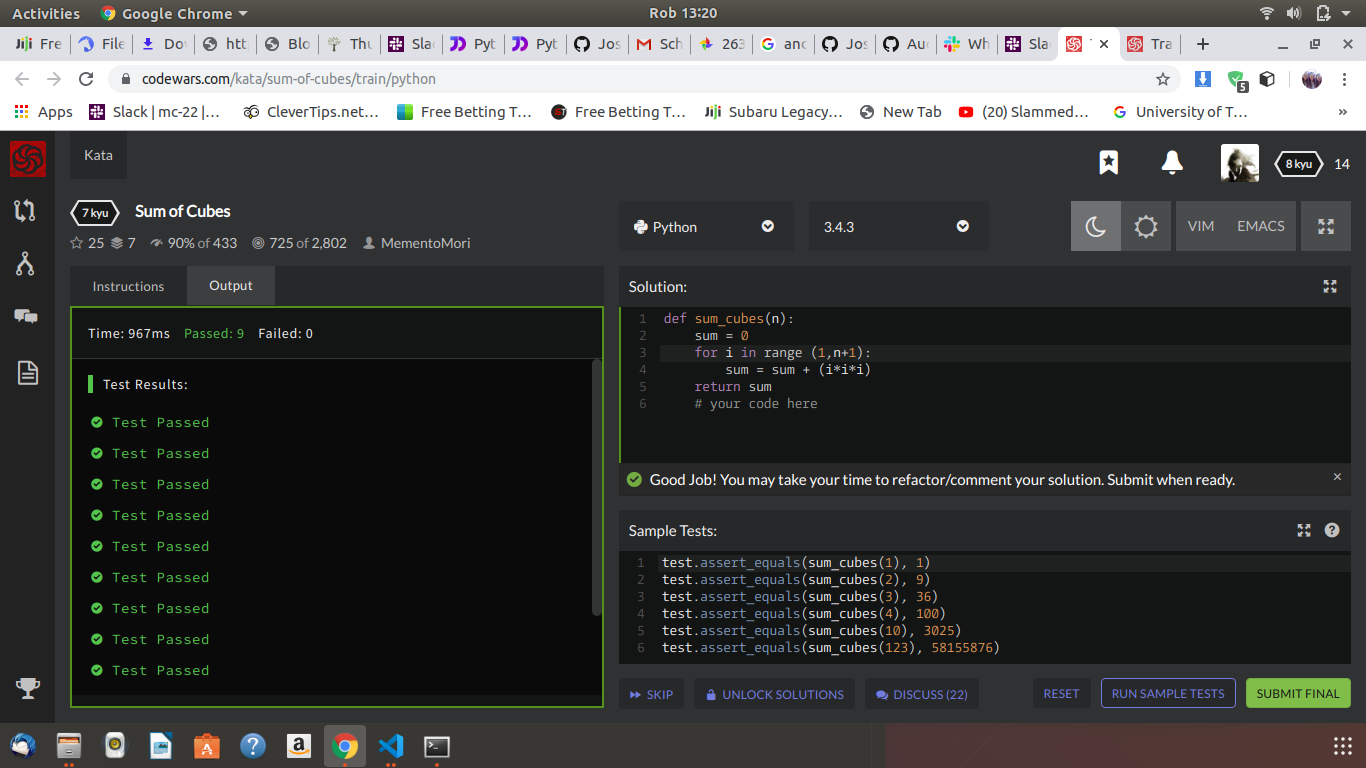 Activities Google Chrome Rob 13:20
Fre File Do htt Blo Thu Slac Pyt Pyt Jos Sch 263 anc Jos Au Wh Slac Tra
codewars.com/kata/sum-of-cubes/train/python 5
Apps Slack | mc-22 |... CleverTips.net... Free Betting T... Free Betting T... Subaru Legacy... New Tab (20) Slammed... University of T... »
Kata 8 kyu 14
7 kyu Sum of Cubes
Python 3.4.3 VIM EMACS
25 7 90% of 433 725 of 2,802 MementoMori
Instructions Output
Time: 967ms Passed: 9 Failed: 0
Test Results:
Test Passed
Test Passed
Test Passed
Test Passed
Test Passed
Test Passed
Test Passed
Test Passed
Test Passed
Solution:
1 def sum_cubes(n):
2 sum = 0
3 for i in range (1,n+1):
4 sum = sum + (i*i*i)
5 return sum
6 # your code here
Good Job! You may take your time to refactor/comment your solution. Submit when ready.
Sample Tests:
1 test.assert_equals(sum_cubes(1), 1)
2 test.assert_equals(sum_cubes(2), 9)
3 test.assert_equals(sum_cubes(3), 36)
4 test.assert_equals(sum_cubes(4), 100)
5 test.assert_equals(sum_cubes(10), 3025)
6 test.assert_equals(sum_cubes(123), 58155876)
SKIP UNLOCK SOLUTIONS DISCUSS (22) RESET RUN SAMPLE TESTS SUBMIT FINAL